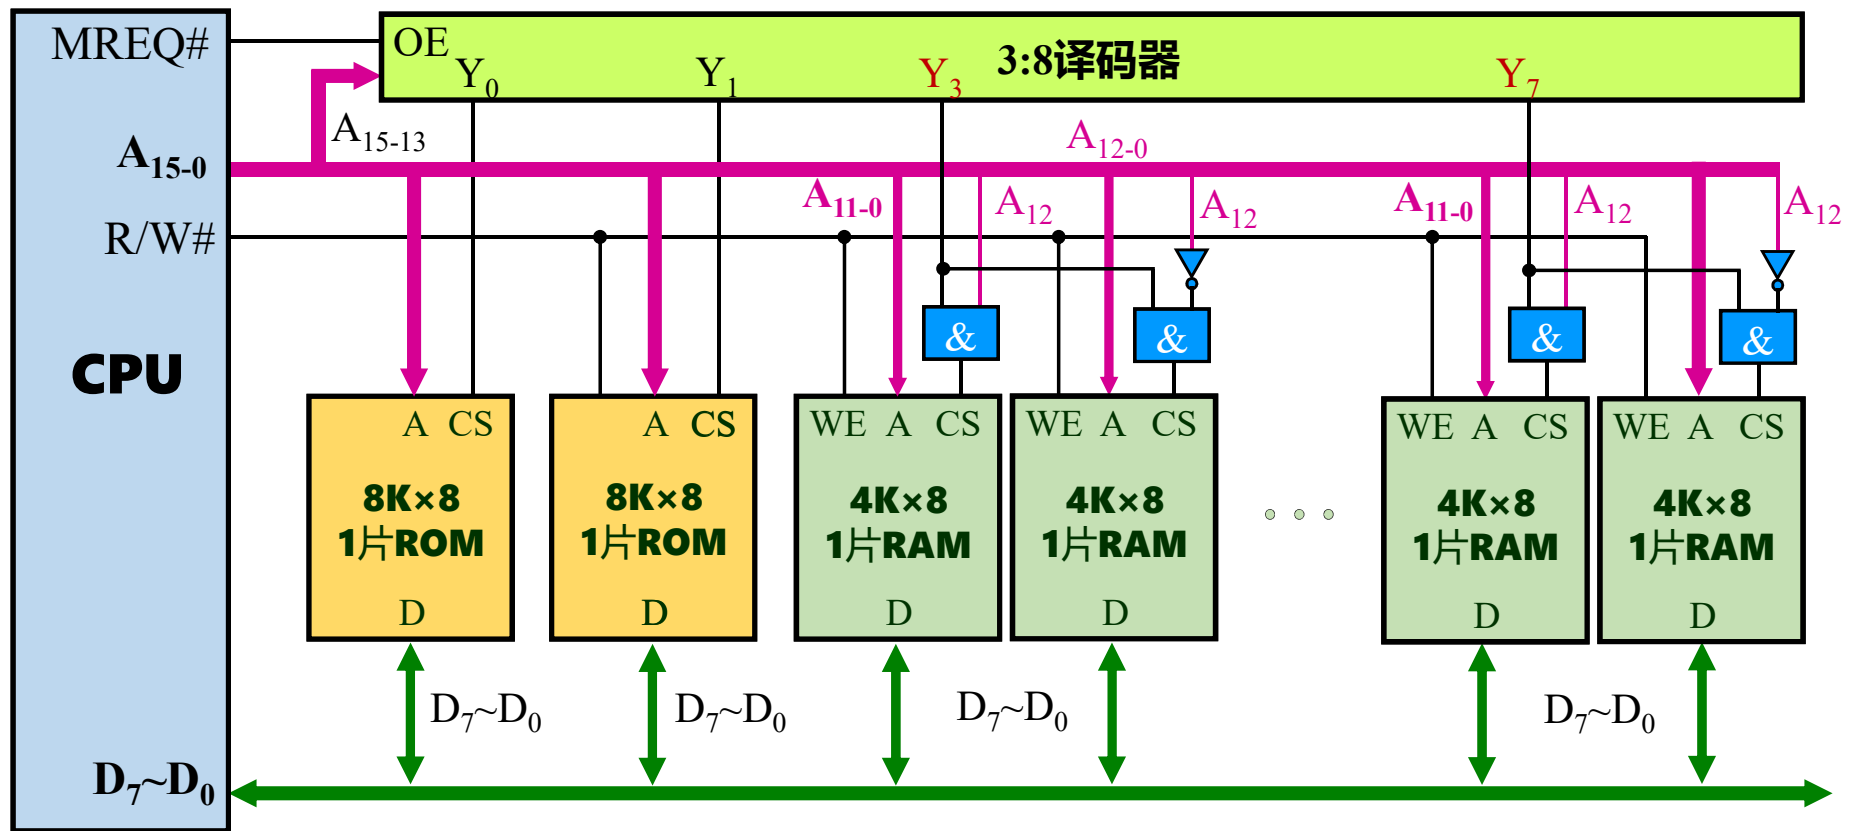 MREQ#
OE
3:8译码器
Y0 Y1 Y3 Y7
A15-13
A15-0
A12-0
A11-0 A12 A12 A11-0 A12 A12
R/W#
& & & &
CPU
A CS A CS WE A CS WE A CS WE A CS WE A CS
8K×8 8K×8 4K×8 4K×8 4K×8 4K×8
1片ROM 1片ROM 1片RAM 1片RAM 1片RAM 1片RAM
D D D D D D
D7~D0 D7~D0 D7~D0 D7~D0
D7~D0